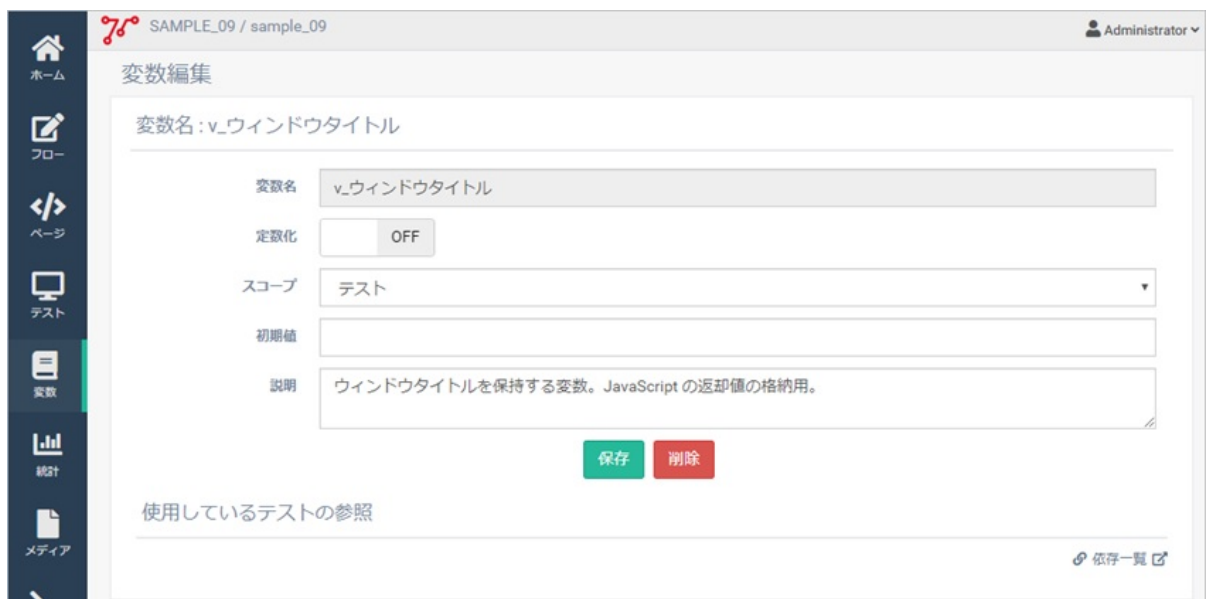 SAMPLE_09 / sample_09
Administrator
ホーム
フロー
ページ
テスト
変数
統計
メディア
変数編集
変数名 : v_ウィンドウタイトル
変数名 v_ウィンドウタイトル
定数化 OFF
スコープ テスト
初期値
説明 ウィンドウタイトルを保持する変数。JavaScript の返却値の格納用。
保存 削除
使用しているテストの参照
依存一覧